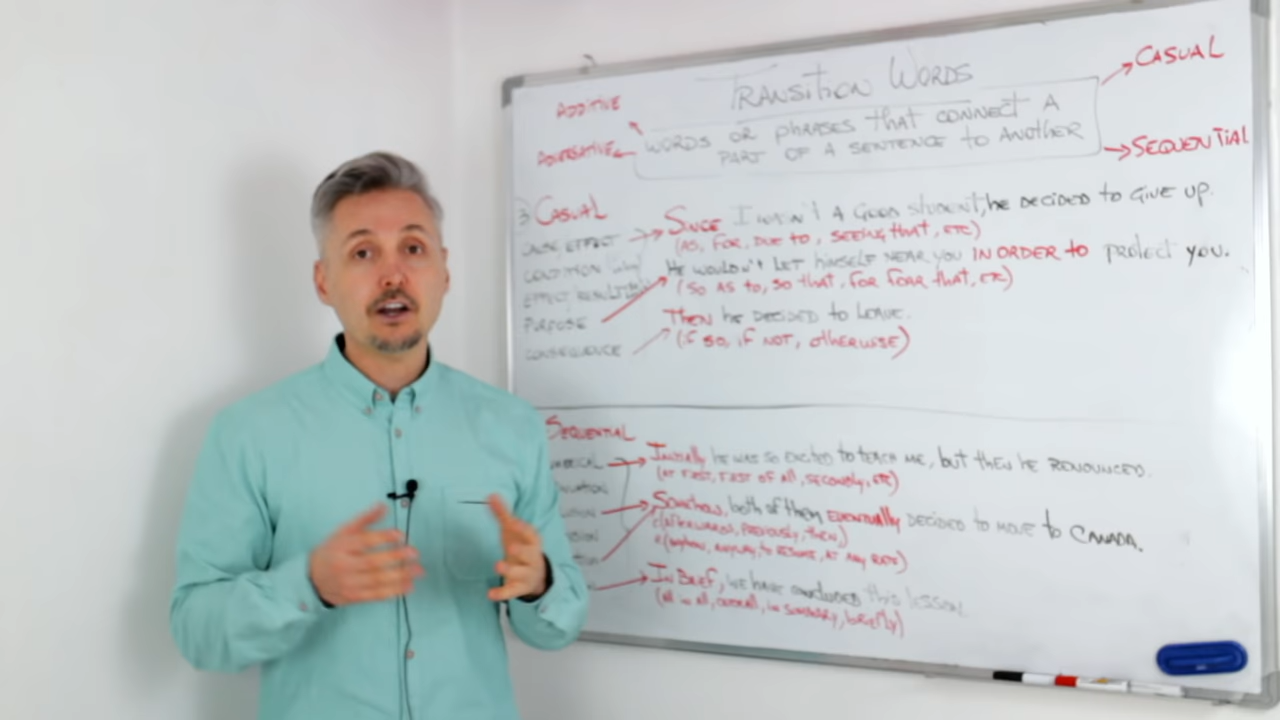 TRANSITION WORDS
CASUAL
ADDITIVE
WORDS OR PHRASES THAT CONNECT A
PART OF A SENTENCE TO ANOTHER
ADVERSATIVE
SEQUENTIAL
3 CASUAL
CAUSE EFFECT
SINCE I WASN'T A GOOD STUDENT, HE DECIDED TO GIVE UP.
(AS, FOR, DUE TO, SEEING THAT, ETC)
CONDITION
HE WOULDN'T LET HIMSELF NEAR YOU IN ORDER TO PROTECT YOU.
EFFECT RESULT
(SO AS TO, SO THAT, FOR FEAR THAT, ETC)
PURPOSE
THEN HE DECIDED TO LEAVE.
(IF SO, IF NOT, OTHERWISE)
CONSEQUENCE
SEQUENTIAL
INITIALLY HE WAS SO EXCITED TO TEACH ME, BUT THEN HE RENOUNCED.
(AT FIRST, FIRST OF ALL, SECONDLY, ETC)
SOMEHOW, BOTH OF THEM EVENTUALLY DECIDED TO MOVE TO CANADA.
(AFTERWARDS, PREVIOUSLY, THEN)
(ANYHOW, ANYWAY, TO RESUME, AT ANY RATE)
IN BRIEF, WE HAVE CONCLUDED THIS LESSON.
(ALL IN ALL, OVERALL, IN SUMMARY, BRIEFLY)